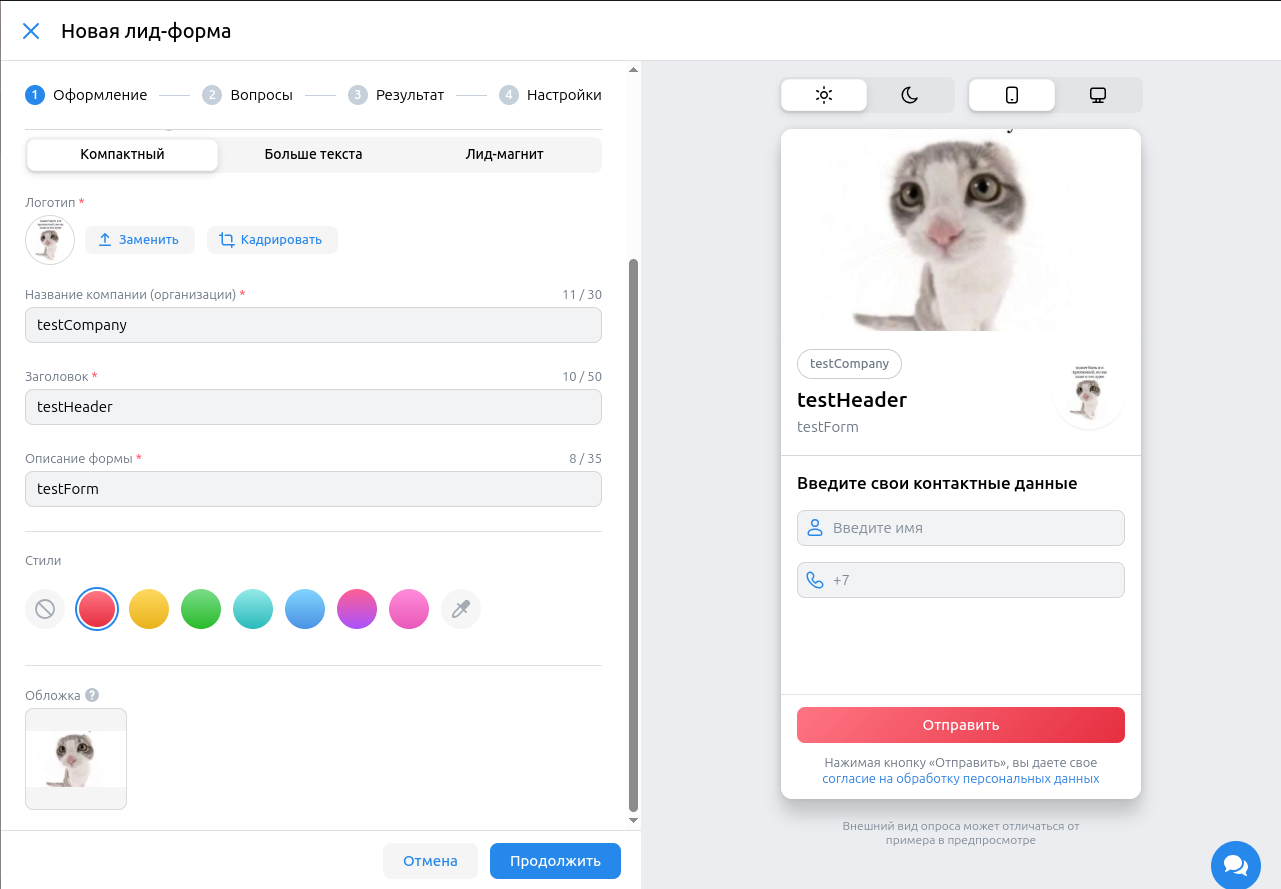 Новая лид-форма
1 Оформление 2 Вопросы 3 Результат 4 Настройки
Компактный Больше текста Лид-магнит
Логотип *
Заменить Кадрировать
Название компании (организации) * 11 / 30
testCompany
Заголовок * 10 / 50
testHeader
Описание формы * 8 / 35
testForm
Стили
Обложка ?
Отмена Продолжить
testCompany
testHeader
testForm
Введите свои контактные данные
Введите имя
+7
Отправить
Нажимая кнопку «Отправить», вы даете свое
согласие на обработку персональных данных
Внешний вид опроса может отличаться от
примера в предпросмотре